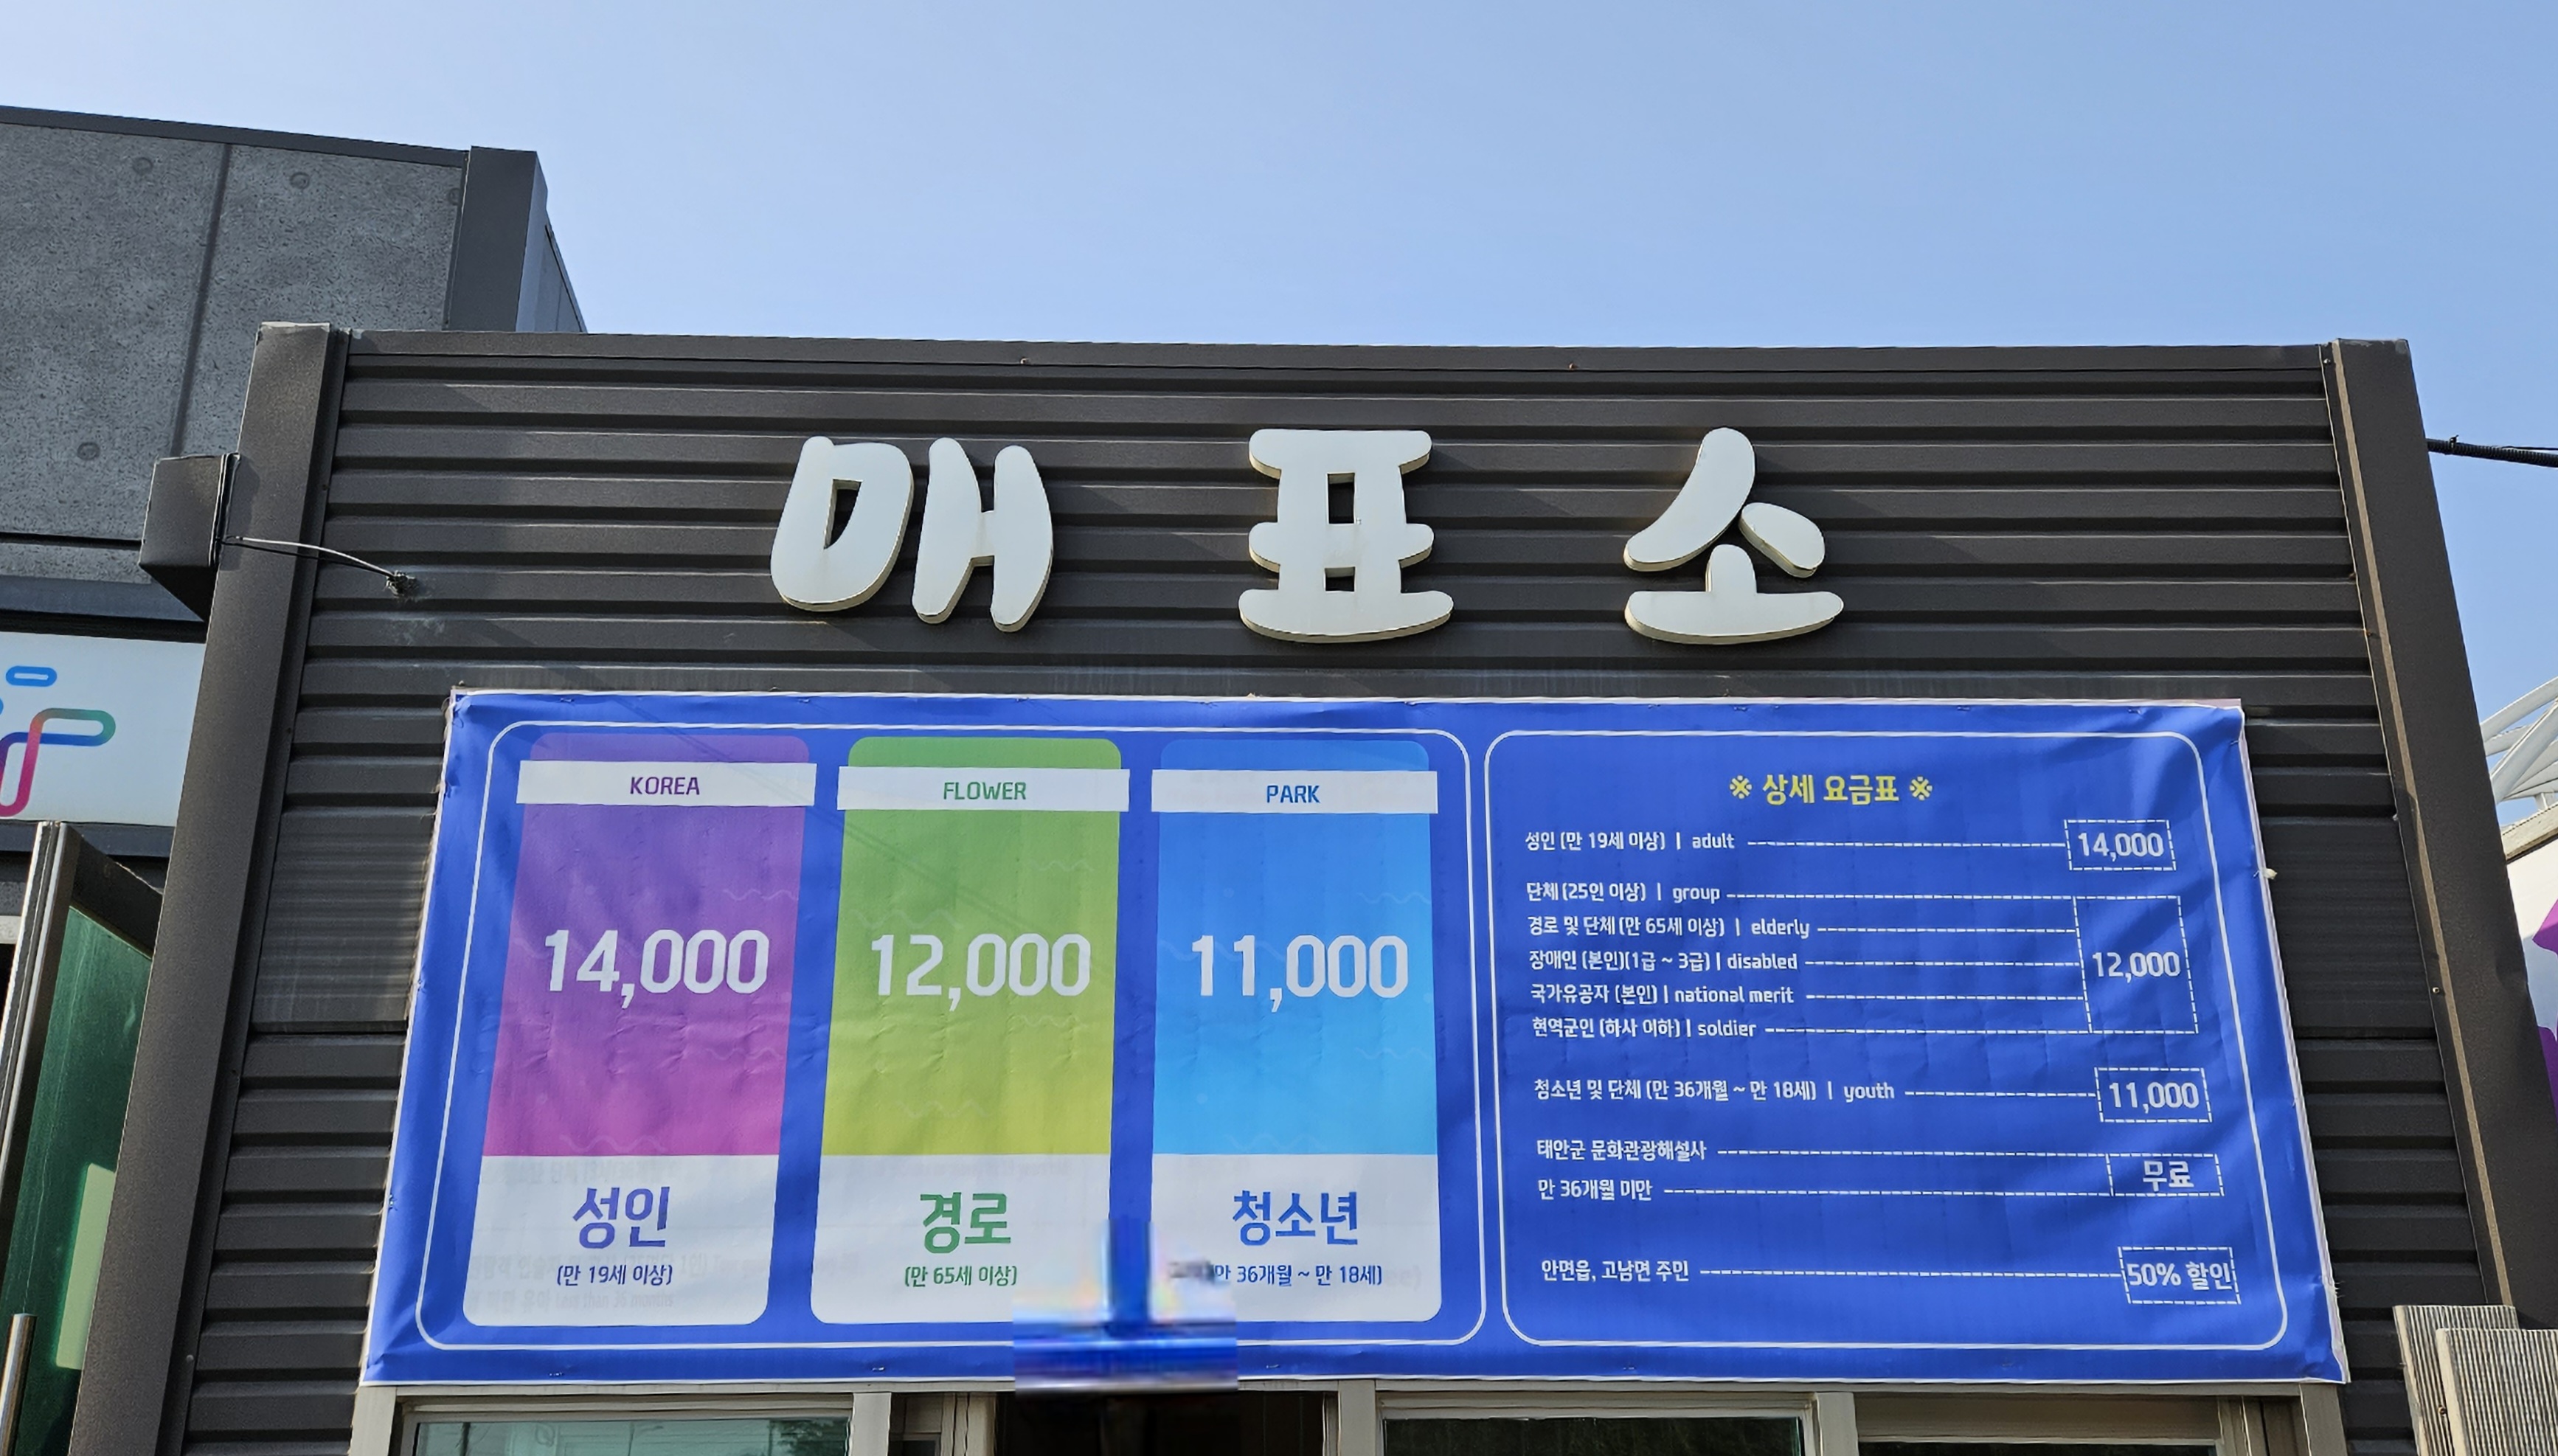 매표소
KOREA
14,000
성인
(만 19세 이상)
FLOWER
12,000
경로
(만 65세 이상)
PARK
11,000
청소년
만 36개월 ~ 만 18세)
※ 상세 요금표 ※
성인 (만 19세 이상) | adult 14,000
단체 (25인 이상) | group
경로 및 단체 (만 65세 이상) | elderly
장애인 (본인)(1급 ~ 3급) | disabled
12,000
국가유공자 (본인) | national merit
현역군인 (하사 이하) | soldier
청소년 및 단체 (만 36개월 ~ 만 18세) | youth 11,000
태안군 문화관광해설사
무료
만 36개월 미만
안면읍, 고남면 주민 50% 할인